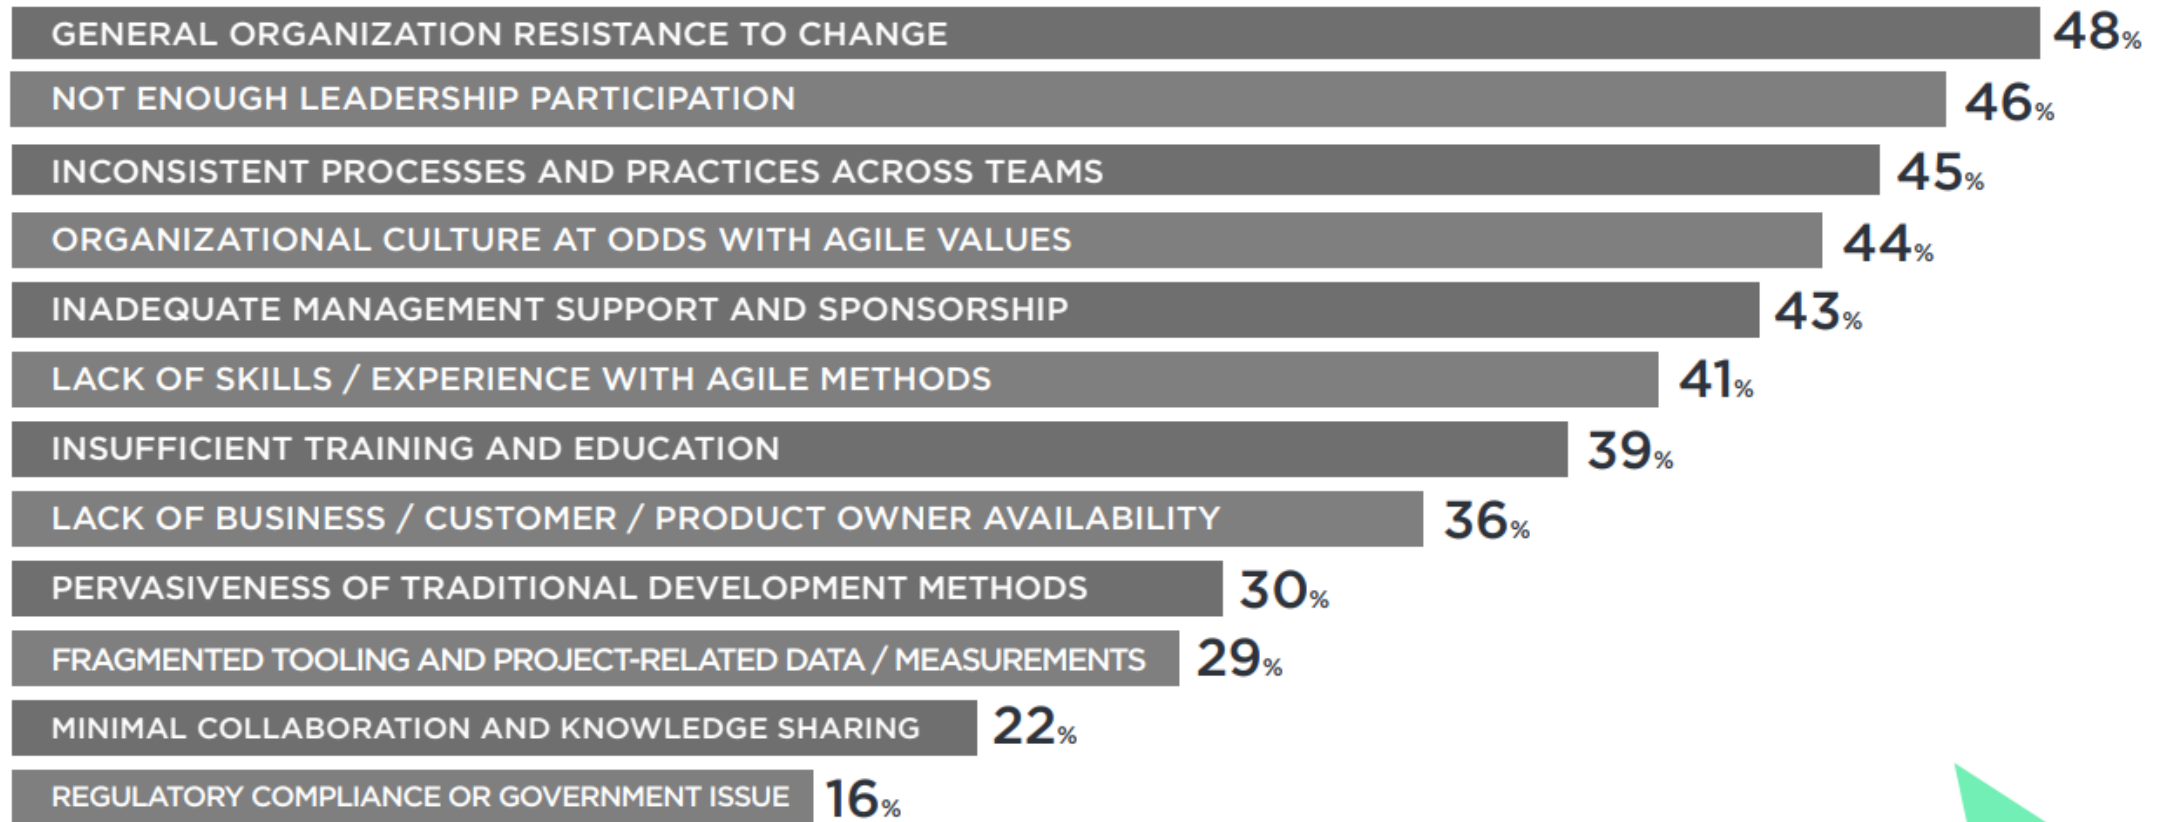 GENERAL ORGANIZATION RESISTANCE TO CHANGE 48%
NOT ENOUGH LEADERSHIP PARTICIPATION 46%
INCONSISTENT PROCESSES AND PRACTICES ACROSS TEAMS 45%
ORGANIZATIONAL CULTURE AT ODDS WITH AGILE VALUES 44%
INADEQUATE MANAGEMENT SUPPORT AND SPONSORSHIP 43%
LACK OF SKILLS / EXPERIENCE WITH AGILE METHODS 41%
INSUFFICIENT TRAINING AND EDUCATION 39%
LACK OF BUSINESS / CUSTOMER / PRODUCT OWNER AVAILABILITY 36%
PERVASIVENESS OF TRADITIONAL DEVELOPMENT METHODS 30%
FRAGMENTED TOOLING AND PROJECT-RELATED DATA / MEASUREMENTS 29%
MINIMAL COLLABORATION AND KNOWLEDGE SHARING 22%
REGULATORY COMPLIANCE OR GOVERNMENT ISSUE 16%